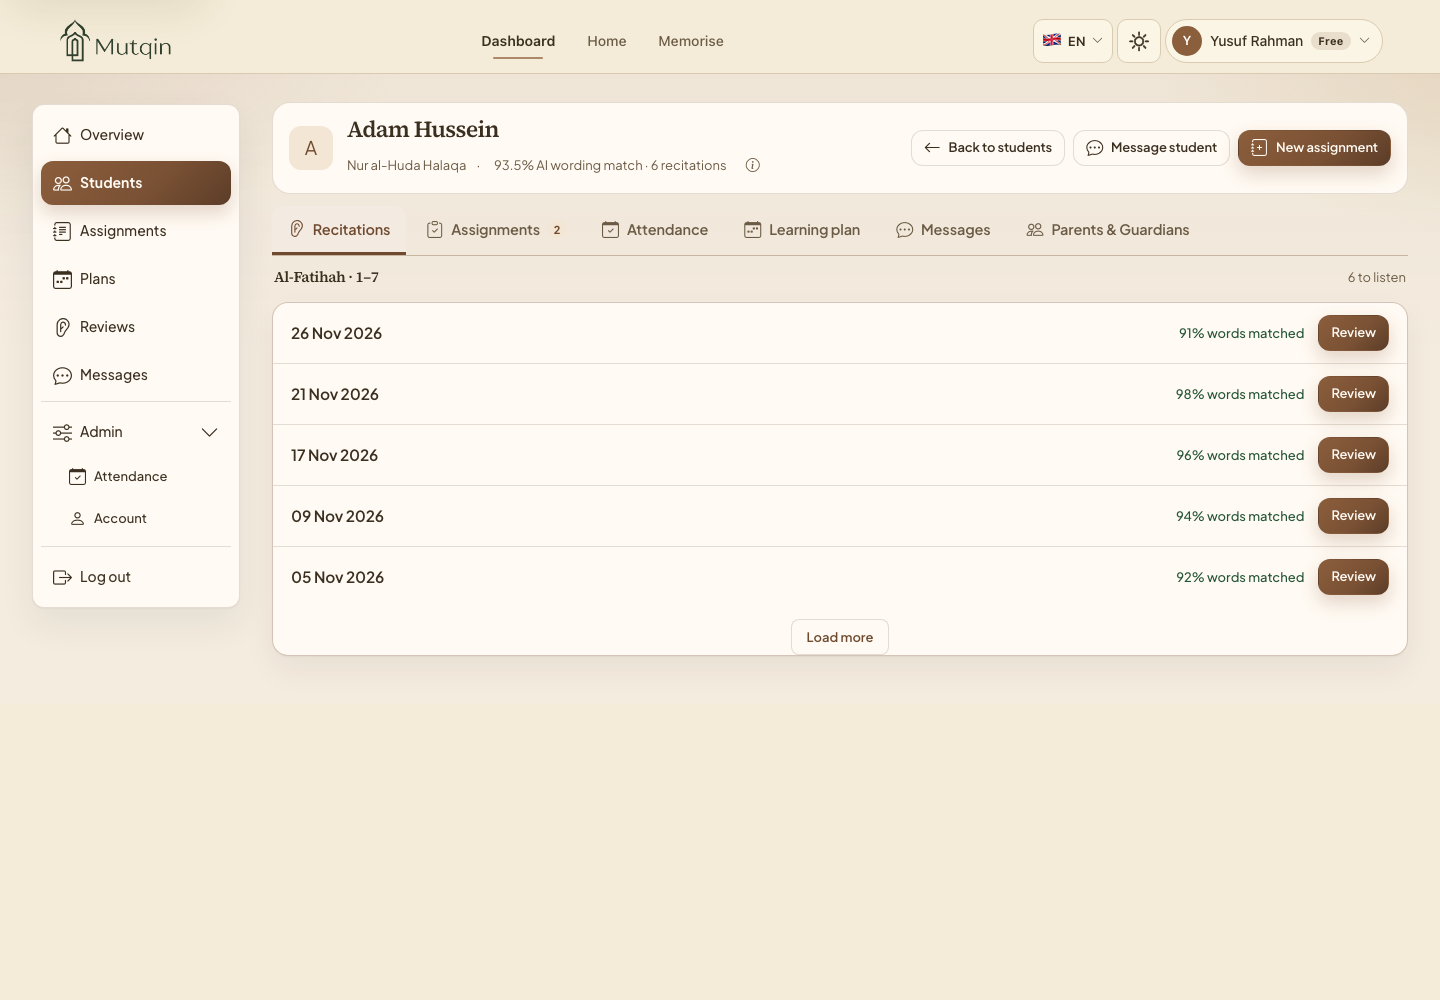 Mutqin
Dashboard
Home
Memorise
EN
Y
Yusuf Rahman
Free
Overview
Students
Assignments
Plans
Reviews
Messages
Admin
Attendance
Account
Log out
A
Adam Hussein
Nur al-Huda Halaqa · 93.5% AI wording match · 6 recitations
Back to students
Message student
New assignment
Recitations
Assignments 2
Attendance
Learning plan
Messages
Parents & Guardians
Al-Fatihah · 1–7
6 to listen
26 Nov 2026
91% words matched
Review
21 Nov 2026
98% words matched
Review
17 Nov 2026
96% words matched
Review
09 Nov 2026
94% words matched
Review
05 Nov 2026
92% words matched
Review
Load more